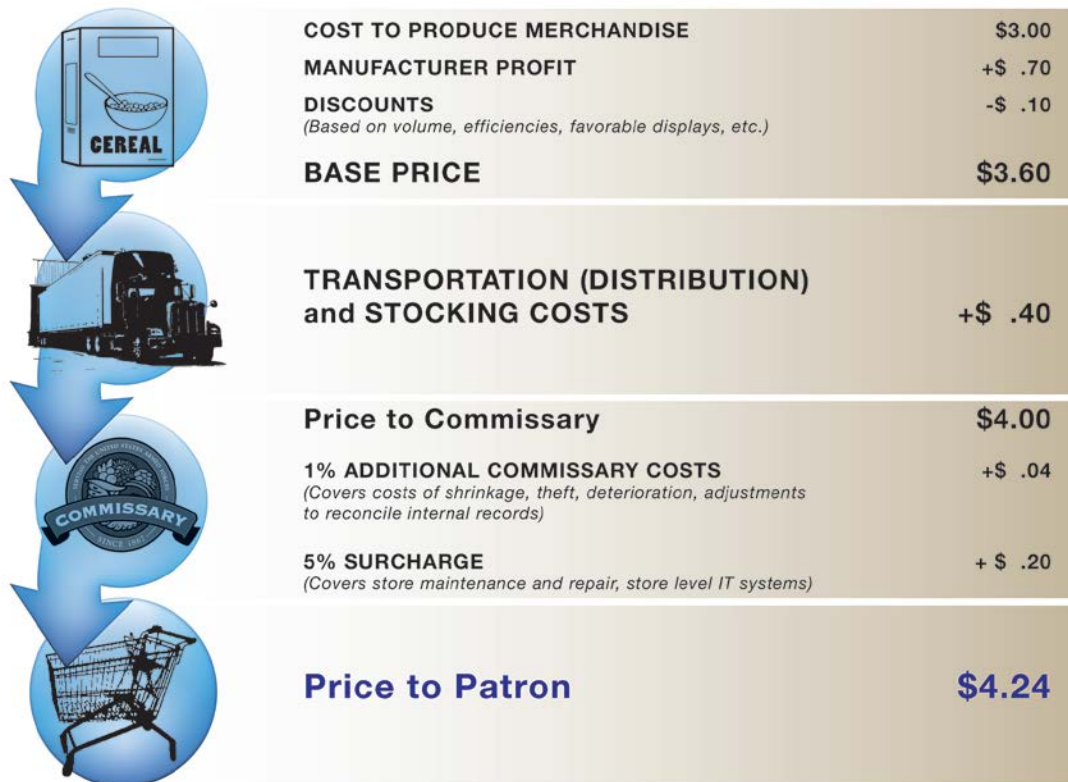 COST TO PRODUCE MERCHANDISE $3.00
MANUFACTURER PROFIT +$ .70
DISCOUNTS -$ .10
(Based on volume, efficiencies, favorable displays, etc.)
BASE PRICE $3.60
CEREAL
TRANSPORTATION (DISTRIBUTION)
and STOCKING COSTS +$ .40
Price to Commissary $4.00
1% ADDITIONAL COMMISSARY COSTS +$ .04
(Covers costs of shrinkage, theft, deterioration, adjustments
to reconcile internal records)
COMMISSARY
SINCE 1867
5% SURCHARGE + $ .20
(Covers store maintenance and repair, store level IT systems)
Price to Patron $4.24